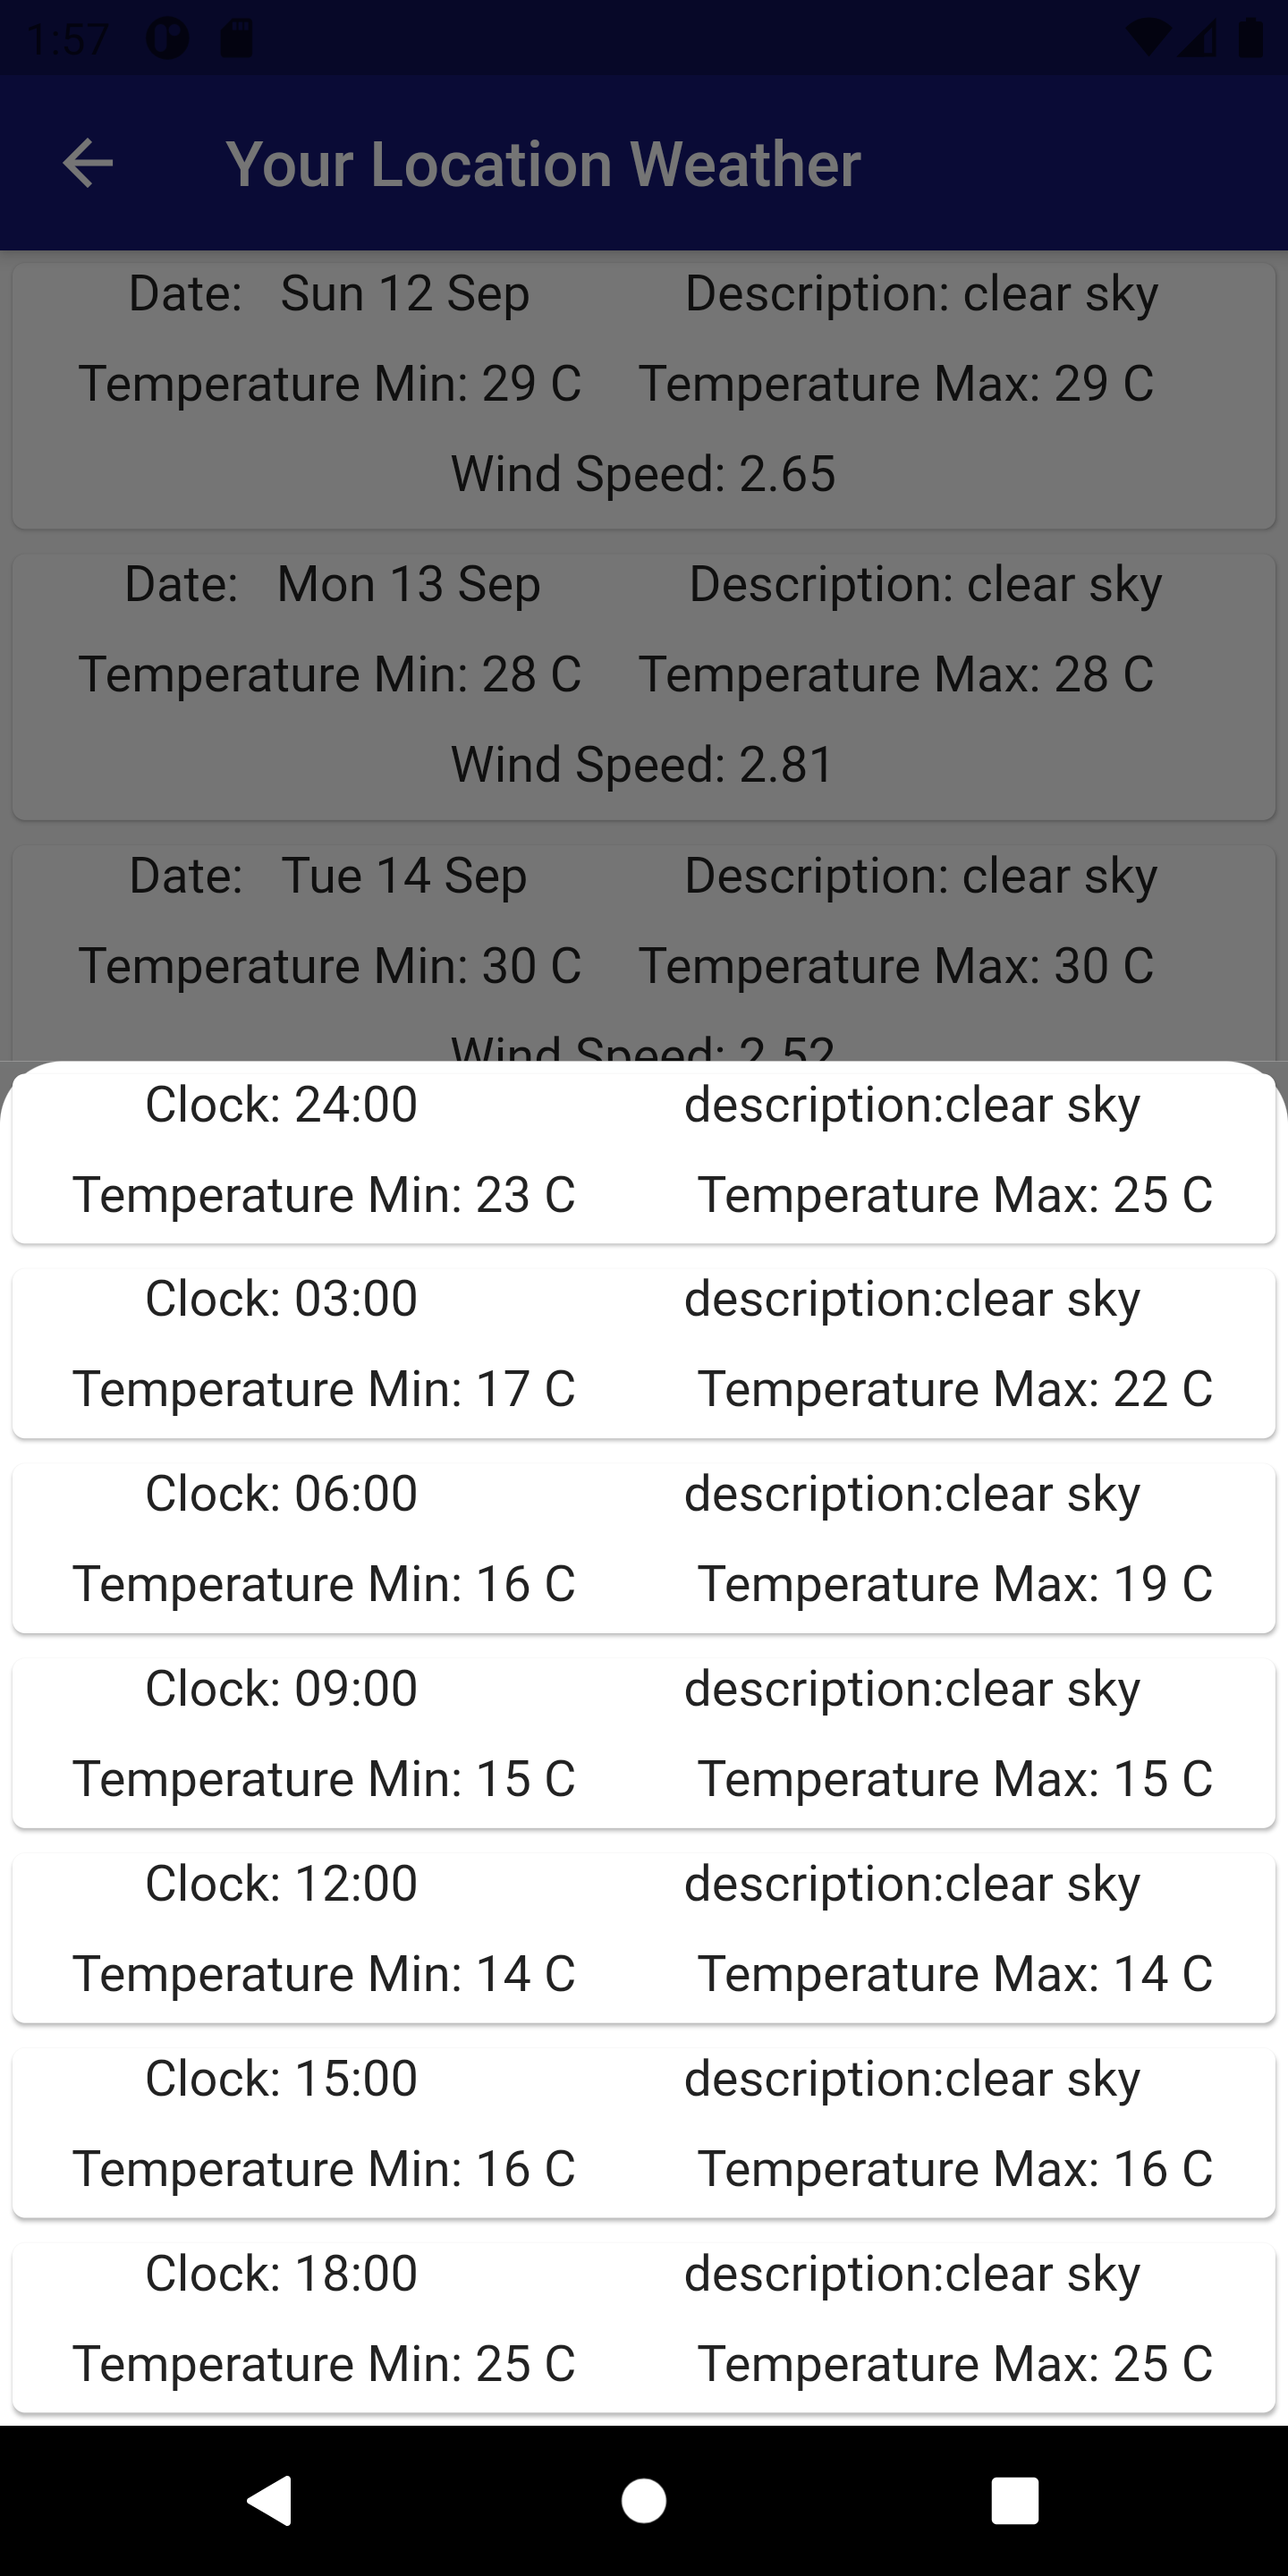 1:57
Your Location Weather
Date: Sun 12 Sep Description: clear sky
Temperature Min: 29 C Temperature Max: 29 C
Wind Speed: 2.65
Date: Mon 13 Sep Description: clear sky
Temperature Min: 28 C Temperature Max: 28 C
Wind Speed: 2.81
Date: Tue 14 Sep Description: clear sky
Temperature Min: 30 C Temperature Max: 30 C
Wind Speed: 2.52
Clock: 24:00 description:clear sky
Temperature Min: 23 C Temperature Max: 25 C
Clock: 03:00 description:clear sky
Temperature Min: 17 C Temperature Max: 22 C
Clock: 06:00 description:clear sky
Temperature Min: 16 C Temperature Max: 19 C
Clock: 09:00 description:clear sky
Temperature Min: 15 C Temperature Max: 15 C
Clock: 12:00 description:clear sky
Temperature Min: 14 C Temperature Max: 14 C
Clock: 15:00 description:clear sky
Temperature Min: 16 C Temperature Max: 16 C
Clock: 18:00 description:clear sky
Temperature Min: 25 C Temperature Max: 25 C